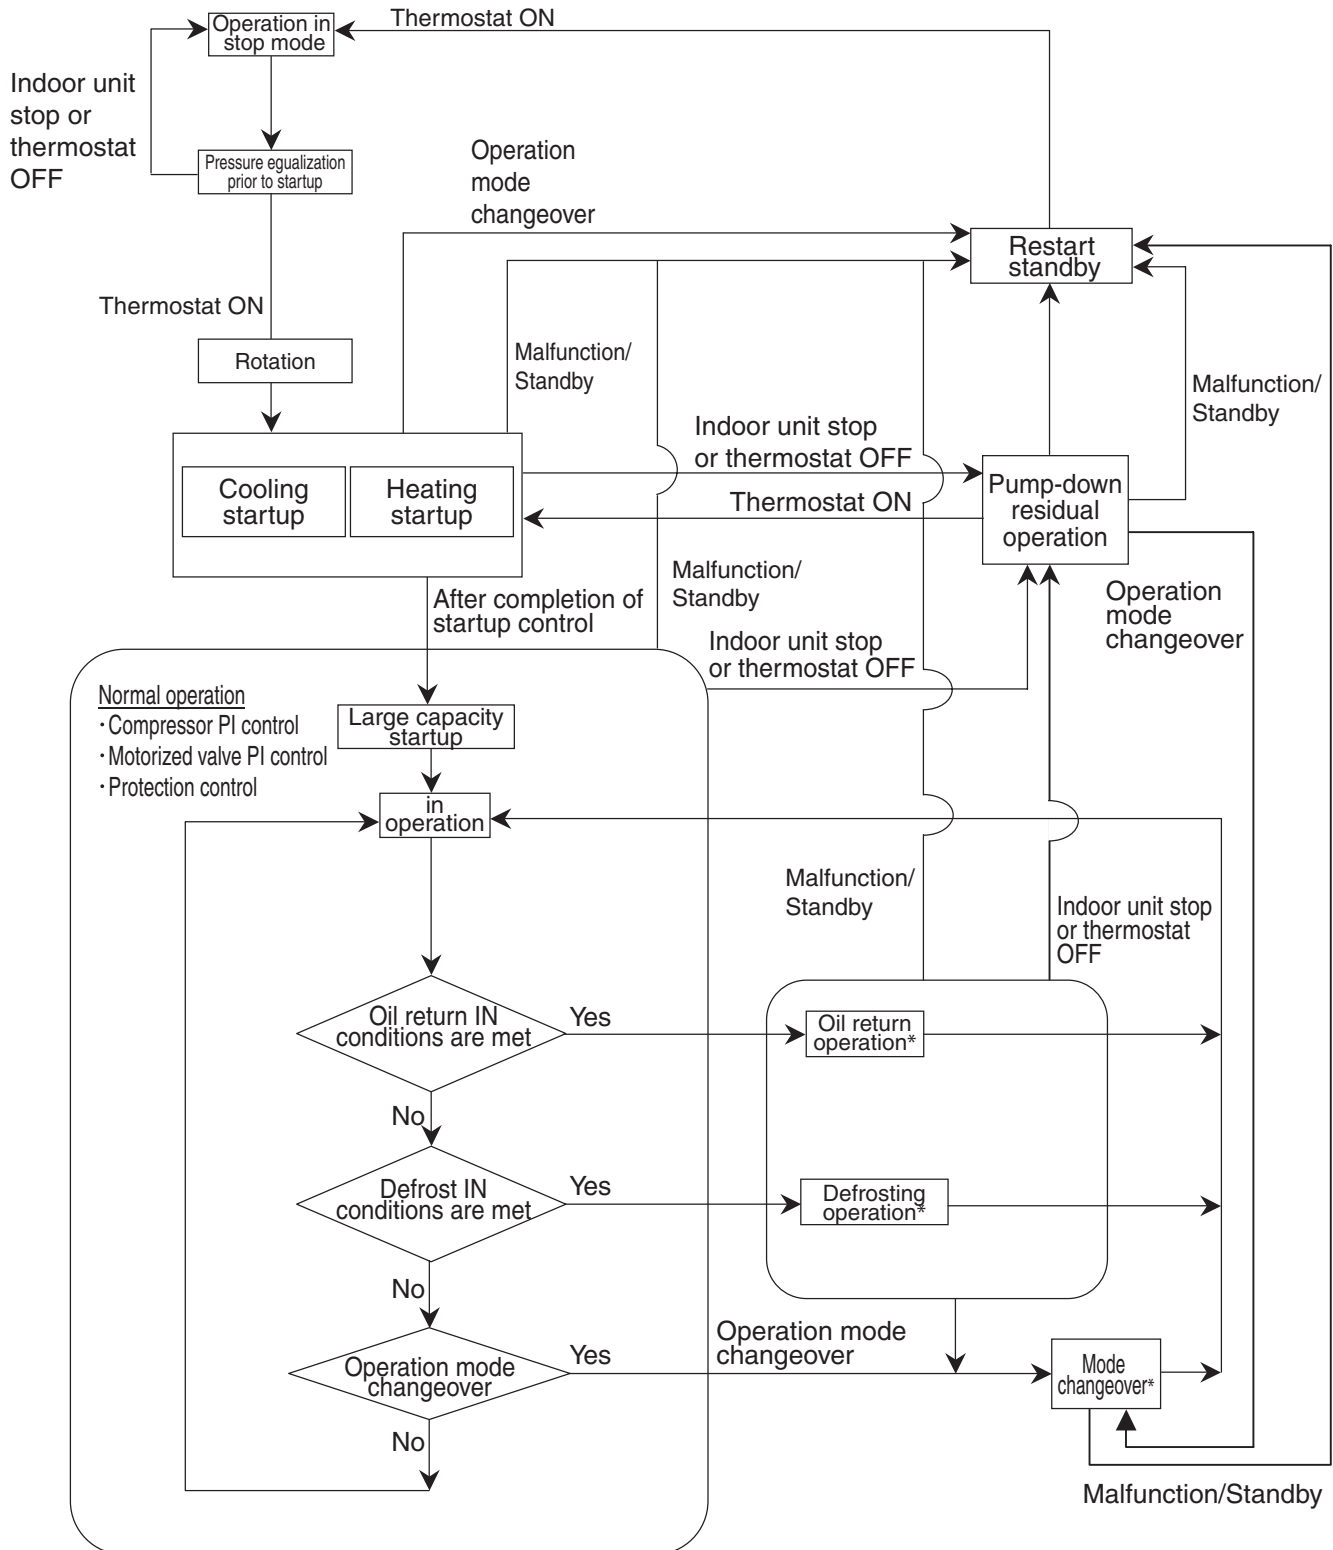 Thermostat ON
Operation in
stop mode
Indoor unit
stop or
thermostat
OFF
Pressure egualization
prior to startup
Operation
mode
changeover
Restart
standby
Thermostat ON
Rotation
Malfunction/
Standby
Malfunction/
Standby
Indoor unit stop
or thermostat OFF
Cooling
startup
Heating
startup
Thermostat ON
Pump-down
residual
operation
Malfunction/
Standby
After completion of
startup control
Operation
mode
changeover
Indoor unit stop
or thermostat OFF
Normal operation
・Compressor PI control
・Motorized valve PI control
・Protection control
Large capacity
startup
in
operation
Malfunction/
Standby
Indoor unit stop
or thermostat
OFF
Oil return IN
conditions are met
Yes
Oil return
operation*
No
Defrost IN
conditions are met
Yes
Defrosting
operation*
No
Operation mode
changeover
Yes
Operation mode
changeover
Mode
changeover*
No
Malfunction/Standby